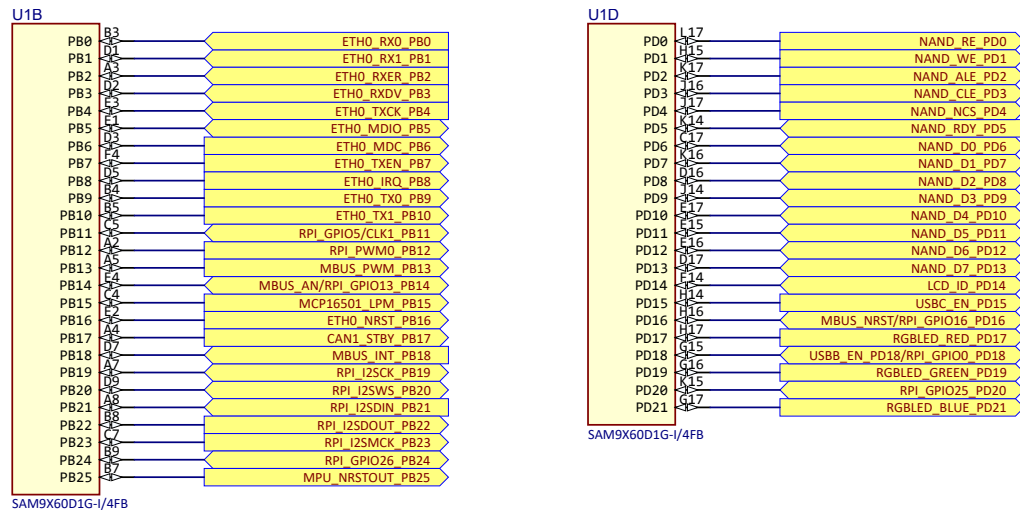 U1B
PB0 B3 ETH0_RX0_PB0
PB1 D1 ETH0_RX1_PB1
PB2 A3 ETH0_RXER_PB2
PB3 D2 ETH0_RXDV_PB3
PB4 E3 ETH0_TXCK_PB4
PB5 E1 ETH0_MDIO_PB5
PB6 D3 ETH0_MDC_PB6
PB7 F4 ETH0_TXEN_PB7
PB8 D5 ETH0_IRQ_PB8
PB9 B4 ETH0_TX0_PB9
PB10 B5 ETH0_TX1_PB10
PB11 C5 RPI_GPIO5/CLK1_PB11
PB12 A2 RPI_PWM0_PB12
PB13 A5 MBUS_PWM_PB13
PB14 E4 MBUS_AN/RPI_GPIO13_PB14
PB15 C4 MCP16501_LPM_PB15
PB16 E2 ETH0_NRST_PB16
PB17 A4 CAN1_STBY_PB17
PB18 D7 MBUS_INT_PB18
PB19 A7 RPI_I2SCK_PB19
PB20 D9 RPI_I2SWS_PB20
PB21 A8 RPI_I2SDIN_PB21
PB22 B8 RPI_I2SDOUT_PB22
PB23 C7 RPI_I2SMCK_PB23
PB24 B9 RPI_GPIO26_PB24
PB25 B7 MPU_NRSTOUT_PB25
SAM9X60D1G-I/4FB
U1D
PD0 L17 NAND_RE_PD0
PD1 H15 NAND_WE_PD1
PD2 K17 NAND_ALE_PD2
PD3 J16 NAND_CLE_PD3
PD4 J17 NAND_NCS_PD4
PD5 K14 NAND_RDY_PD5
PD6 C17 NAND_D0_PD6
PD7 K16 NAND_D1_PD7
PD8 D16 NAND_D2_PD8
PD9 J14 NAND_D3_PD9
PD10 E17 NAND_D4_PD10
PD11 E15 NAND_D5_PD11
PD12 E16 NAND_D6_PD12
PD13 D17 NAND_D7_PD13
PD14 F14 LCD_ID_PD14
PD15 H14 USBC_EN_PD15
PD16 H16 MBUS_NRST/RPI_GPIO16_PD16
PD17 H17 RGBLED_RED_PD17
PD18 G15 USBB_EN_PD18/RPI_GPIO0_PD18
PD19 G16 RGBLED_GREEN_PD19
PD20 K15 RPI_GPIO25_PD20
PD21 G17 RGBLED_BLUE_PD21
SAM9X60D1G-I/4FB